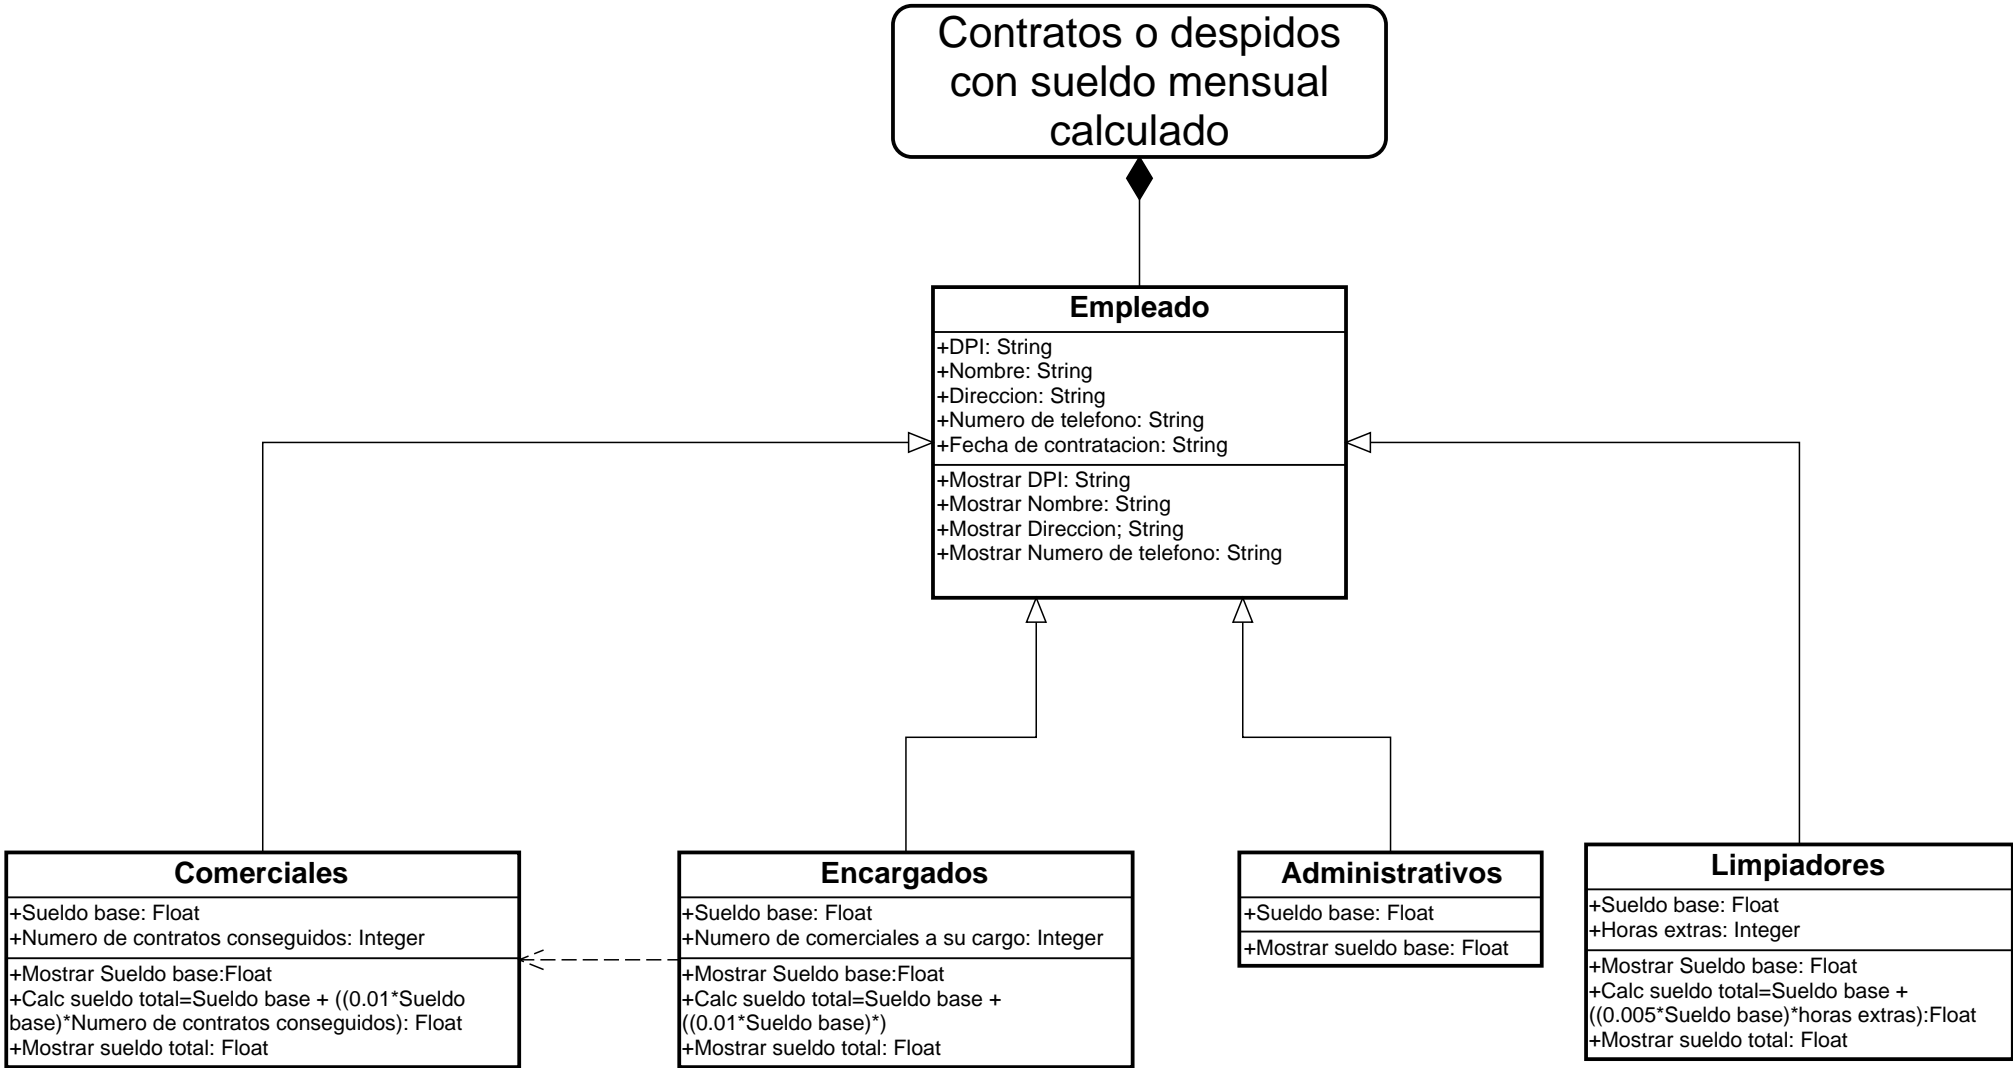 Contratos o despidos
con sueldo mensual
calculado
Empleado
+DPI: String
+Nombre: String
+Direccion: String
+Numero de telefono: String
+Fecha de contratacion: String
+Mostrar DPI: String
+Mostrar Nombre: String
+Mostrar Direccion; String
+Mostrar Numero de telefono: String
Comerciales
+Sueldo base: Float
+Numero de contratos conseguidos: Integer
+Mostrar Sueldo base:Float
+Calc sueldo total=Sueldo base + ((0.01*Sueldo
base)*Numero de contratos conseguidos): Float
+Mostrar sueldo total: Float
Encargados
+Sueldo base: Float
+Numero de comerciales a su cargo: Integer
+Mostrar Sueldo base:Float
+Calc sueldo total=Sueldo base +
((0.01*Sueldo base)*)
+Mostrar sueldo total: Float
Administrativos
+Sueldo base: Float
+Mostrar sueldo base: Float
Limpiadores
+Sueldo base: Float
+Horas extras: Integer
+Mostrar Sueldo base: Float
+Calc sueldo total=Sueldo base +
((0.005*Sueldo base)*horas extras):Float
+Mostrar sueldo total: Float